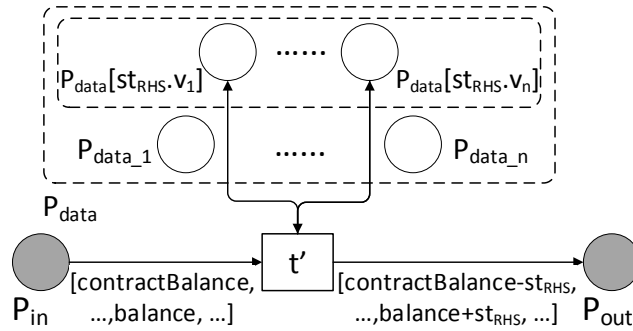 ......
P_data[st_RHS.v_1] P_data[st_RHS.v_n]
P_data_1 ...... P_data_n
P_data
t'
[contractBalance, [contractBalance-st_RHS,
P_in ...,balance, ...] ...,balance+st_RHS, ...] P_out